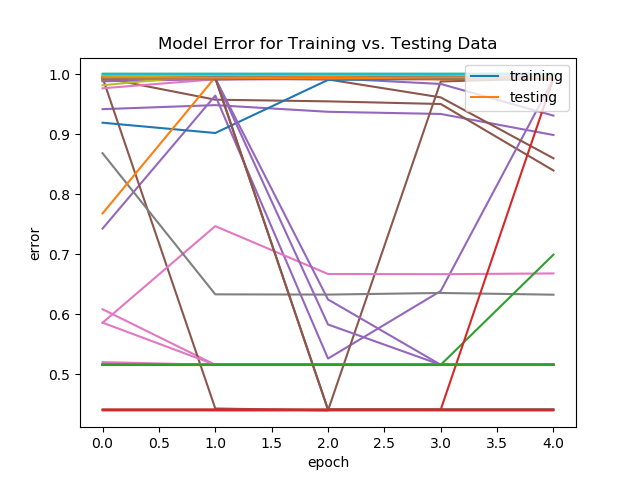 Model Error for Training vs. Testing Data
training
testing
error
1.0
0.9
0.8
0.7
0.6
0.5
0.0 0.5 1.0 1.5 2.0 2.5 3.0 3.5 4.0
epoch